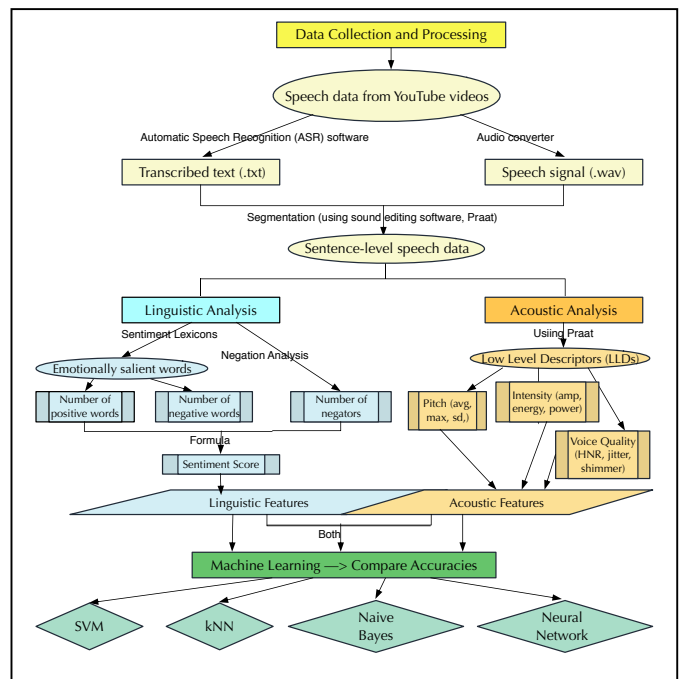 Data Collection and Processing
Speech data from YouTube videos
Automatic Speech Recognition (ASR) software
Audio converter
Transcribed text (.txt)
Speech signal (.wav)
Segmentation (using sound editing software, Praat)
Sentence-level speech data
Linguistic Analysis
Acoustic Analysis
Sentiment Lexicons
Usiing Praat
Negation Analysis
Emotionally salient words
Low Level Descriptors (LLDs)
Number of
positive words
Number of
negative words
Number of
negators
Pitch (avg,
max, sd,)
Intensity (amp,
energy, power)
Formula
Voice Quality
(HNR, jitter,
shimmer)
Sentiment Score
Linguistic Features
Acoustic Features
Both
Machine Learning —> Compare Accuracies
SVM
kNN
Naive
Bayes
Neural
Network